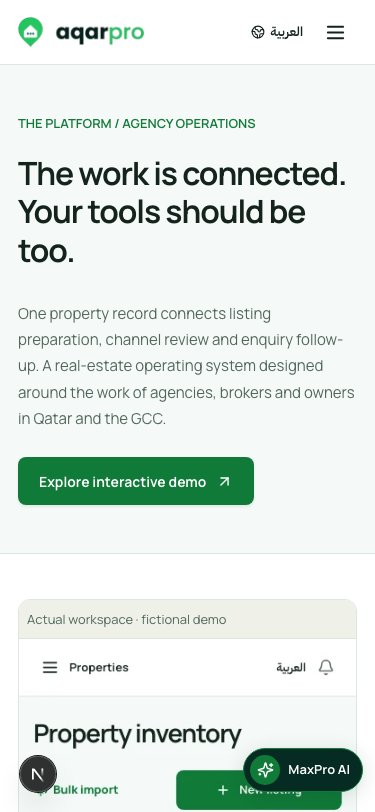 aqarpro
العربية
THE PLATFORM / AGENCY OPERATIONS
The work is connected.
Your tools should be
too.
One property record connects listing
preparation, channel review and enquiry follow-
up. A real-estate operating system designed
around the work of agencies, brokers and owners
in Qatar and the GCC.
Explore interactive demo
Actual workspace · fictional demo
Properties
العربية
Property inventory
Bulk import
New listing
N
MaxPro AI